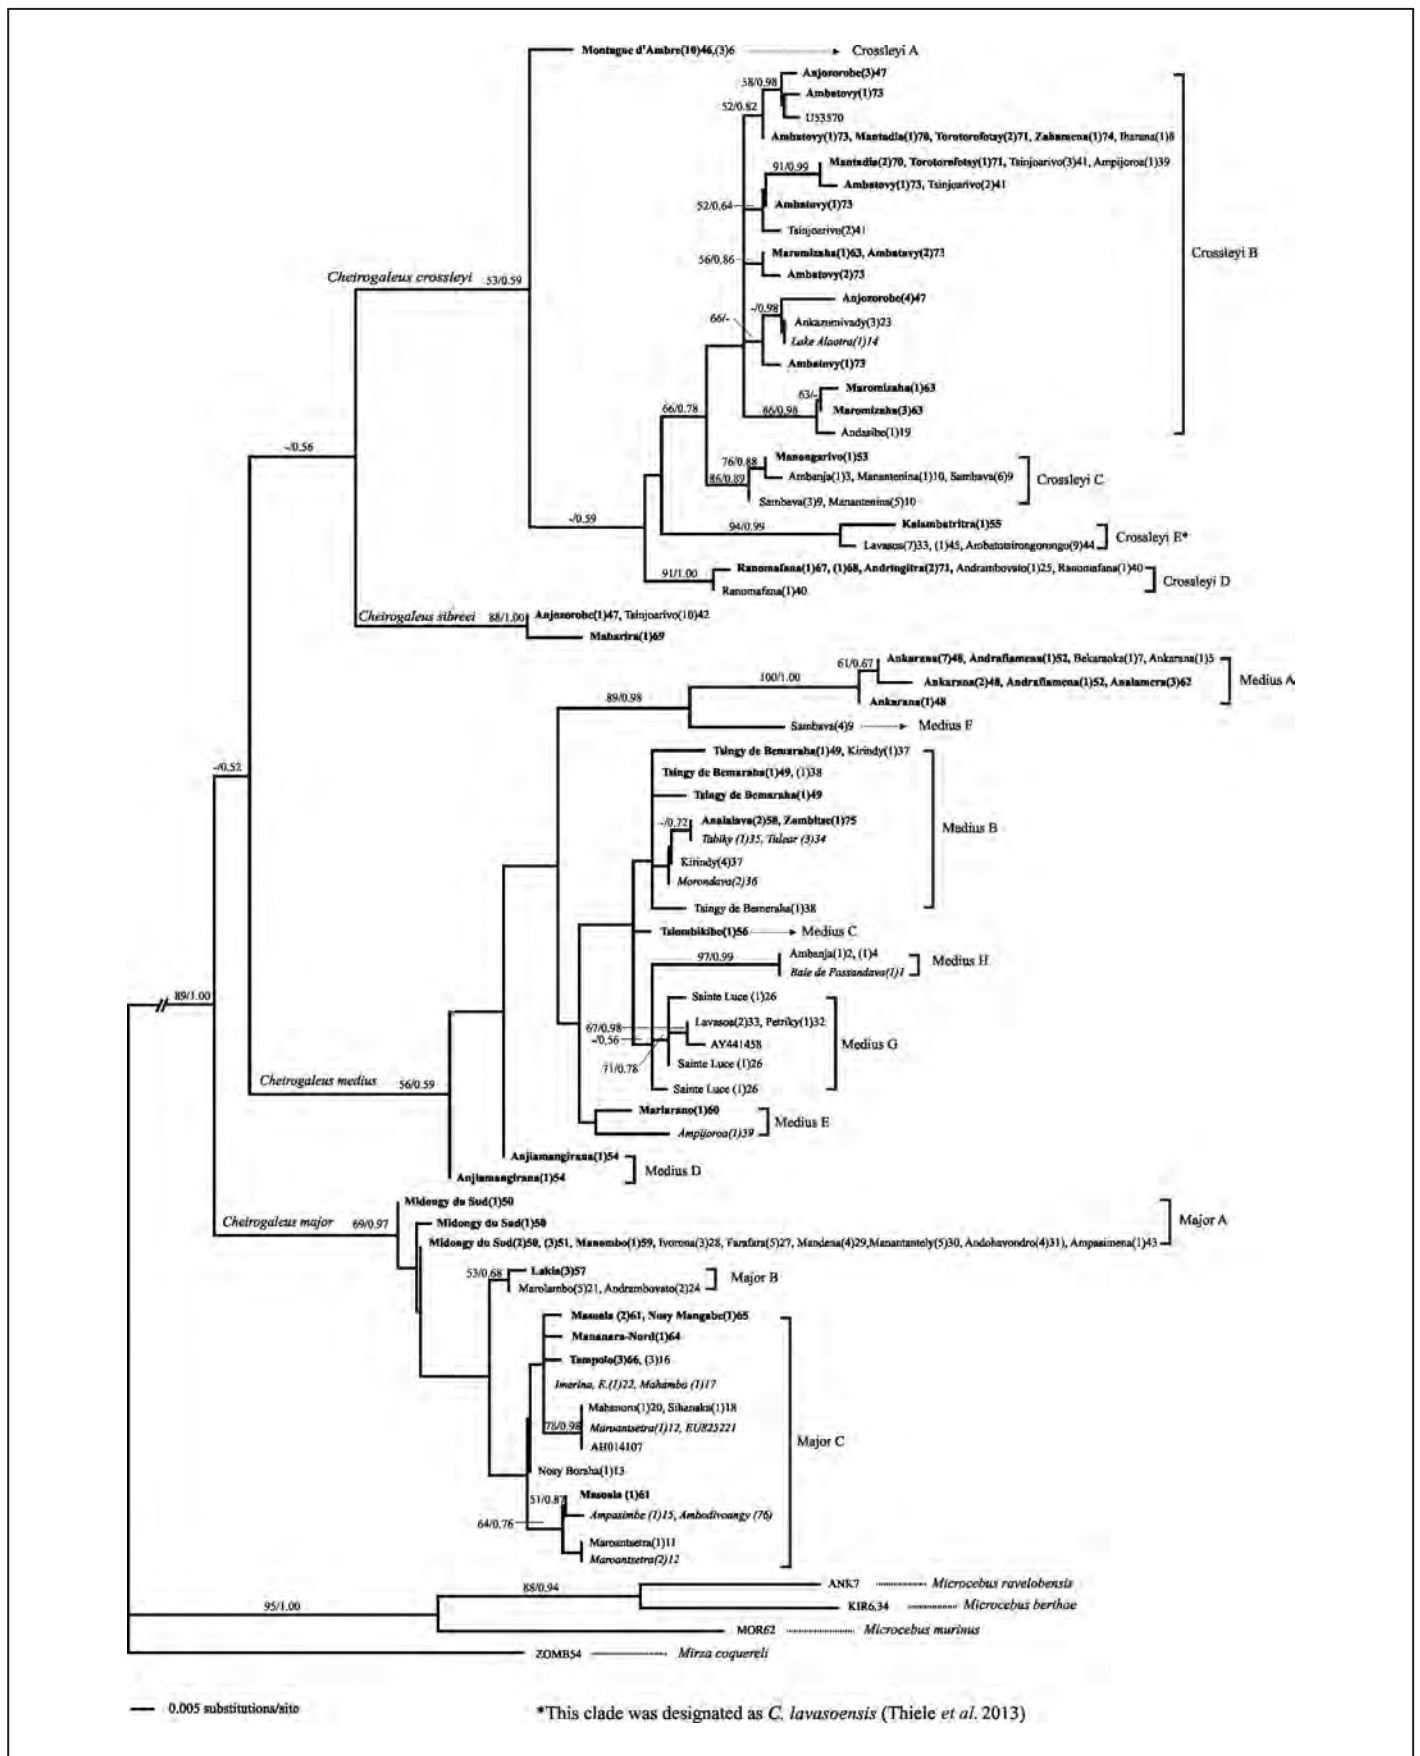 Montagne d'Ambre(10)46,(3)6
Crossleyi A
58/0.98
Anjozorobe(3)47
Ambatovy(1)73
52/0.82
U53570
Ambatovy(1)73, Mantadia(1)70, Torotorofotsy(2)71, Zahamena(1)74, Iharana(1)8
91/0.99
Mantadia(2)70, Torotorofotsy(1)71, Tsinjoarivo(3)41, Ampijoroa(1)39
Ambatovy(1)73, Tsinjoarivo(2)41
52/0.64
Ambatovy(1)73
Tsinjoarivo(2)41
56/0.86
Maromizaha(1)63, Ambatovy(2)73
Ambatovy(2)73
Crossleyi B
Cheirogaleus crossleyi
53/0.59
-/0.98
Anjozorobe(4)47
66/-
Ankazomivady(3)23
Lake Alaotra(1)14
Ambatovy(1)73
63/-
Maromizaha(1)63
66/0.78
86/0.98
Maromizaha(3)63
Andasibe(1)19
-/0.56
76/0.88
Manongarivo(1)53
86/0.89
Ambanja(1)3, Manantenina(1)10, Sambava(6)9
Crossleyi C
Sambava(3)9, Manantenina(5)10
-/0.59
94/0.99
Kalambatritra(1)55
Lavasoa(7)33, (1)45, Ambatotsirongorongo(9)44
Crossleyi E*
91/1.00
Ranomafana(1)67, (1)68, Andringitra(2)71, Andrambovato(1)25, Ranomafana(1)40
Ranomafana(1)40
Crossleyi D
Cheirogaleus sibreei
88/1.00
Anjozorobe(1)47, Tsinjoarivo(10)42
Maharira(1)69
61/0.67
Ankarana(7)48, Andrafiamena(1)52, Bekaraoka(1)7, Ankarana(1)5
100/1.00
Ankarana(2)48, Andrafiamena(1)52, Analamera(3)62
Medius A
89/0.98
Ankarana(1)48
Sambava(4)9
Medius F
-/0.52
Tsingy de Bemaraha(1)49, Kirindy(1)37
Tsingy de Bemaraha(1)49, (1)38
Tsingy de Bemaraha(1)49
-/0.72
Analalava(2)58, Zombitse(1)75
Tabiky (1)35, Tulear (3)34
Medius B
Kirindy(4)37
Morondava(2)36
Tsingy de Bemeraha(1)38
Tsiombikibo(1)56
Medius C
97/0.99
Ambanja(1)2, (1)4
Baie de Passandava(1)1
Medius H
89/1.00
Sainte Luce (1)26
67/0.98
Lavasoa(2)33, Petriky(1)32
-/0.56
AY441458
Medius G
71/0.78
Sainte Luce (1)26
Sainte Luce (1)26
Cheirogaleus medius
56/0.59
Mariarano(1)60
Ampijoroa(1)39
Medius E
Anjiamangirana(1)54
Anjiamangirana(1)54
Medius D
Midongy du Sud(1)50
Cheirogaleus major
69/0.97
Midongy du Sud(1)50
Major A
Midongy du Sud(2)50, (3)51, Manombo(1)59, Ivorona(3)28, Farafara(5)27, Mandena(4)29,Manantantely(5)30, Andohavondro(4)31), Ampasimena(1)43
53/0.68
Lakia(3)57
Marolambo(5)21, Andrambovato(2)24
Major B
Masoala (2)61, Nosy Mangabe(1)65
Mananara-Nord(1)64
Tampolo(3)66, (3)16
Imerina, E.(1)22, Mahambo (1)17
Mahanoro(1)20, Sihanaka(1)18
78/0.98
Maroantsetra(1)12, EU825221
AH014107
Major C
Nosy Boraha(1)13
51/0.87
Masoala (1)61
Ampasimbe (1)15, Ambodivoangy (76)
64/0.76
Maroantsetra(1)11
Maroantsetra(2)12
88/0.94
ANK7
Microcebus ravelobensis
95/1.00
KIR6,34
Microcebus berthae
MOR62
Microcebus murinus
ZOMB54
Mirza coquereli
0.005 substitutions/site
*This clade was designated as C. lavasoensis (Thiele et al. 2013)